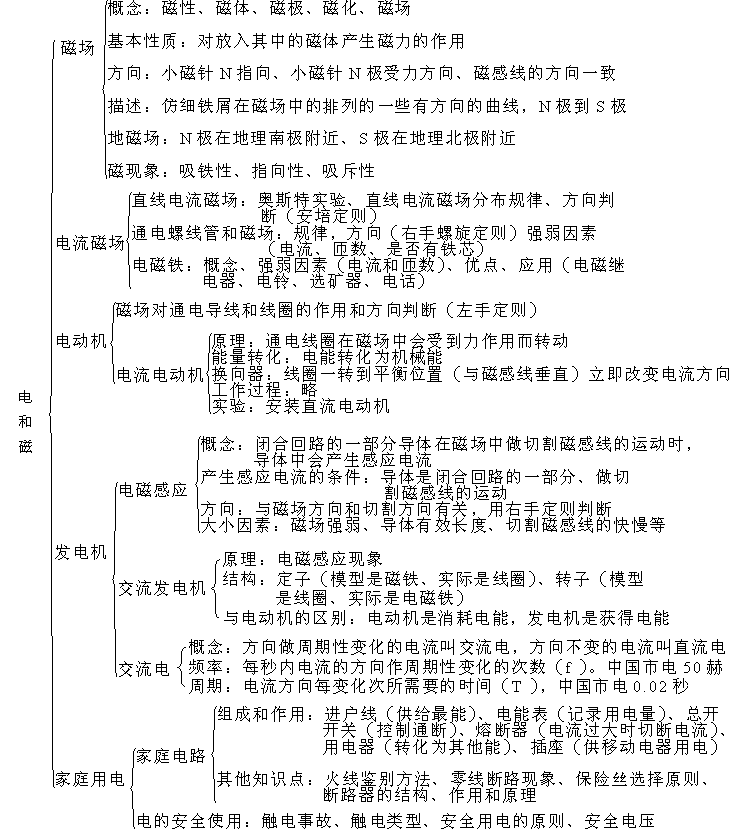 概念：磁性、磁体、磁极、磁化、磁场
磁场
基本性质：对放入其中的磁体产生磁力的作用
方向：小磁针N指向、小磁针N极受力方向、磁感线的方向一致
描述：仿细铁屑在磁场中的排列的一些有方向的曲线，N极到S极
地磁场：N极在地理南极附近、S极在地理北极附近
磁现象：吸铁性、指向性、吸斥性
电流磁场
直线电流磁场：奥斯特实验、直线电流磁场分布规律、方向判
断（安培定则）
通电螺线管和磁场：规律，方向（右手螺旋定则）强弱因素
（电流、匝数、是否有铁芯）
电磁铁：概念、强弱因素（电流和匝数）、优点、应用（电磁继
电器、电铃、选矿器、电话）
电动机
磁场对通电导线和线圈的作用和方向判断（左手定则）
电流电动机
原理：通电线圈在磁场中会受到力作用而转动
能量转化：电能转化为机械能
换向器：线圈一转到平衡位置（与磁感线垂直）立即改变电流方向
工作过程：略
实验：安装直流电动机
电
和
磁
发电机
电磁感应
概念：闭合回路的一部分导体在磁场中做切割磁感线的运动时，
导体中会产生感应电流
产生感应电流的条件：导体是闭合回路的一部分、做切
割磁感线的运动
方向：与磁场方向和切割方向有关，用右手定则判断
大小因素：磁场强弱、导体有效长度、切割磁感线的快慢等
交流发电机
原理：电磁感应现象
结构：定子（模型是磁铁、实际是线圈）、转子（模型
是线圈、实际是电磁铁）
与电动机的区别：电动机是消耗电能，发电机是获得电能
交流电
概念：方向做周期性变化的电流叫交流电，方向不变的电流叫直流电
频率：每秒内电流的方向作周期性变化的次数（f）。中国市电50赫
周期：电流方向每变化次所需要的时间（T），中国市电0.02秒
家庭用电
家庭电路
组成和作用：进户线（供给最能）、电能表（记录用电量）、总开
开关（控制通断）、熔断器（电流过大时切断电流）、
用电器（转化为其他能）、插座（供移动电器用电）
其他知识点：火线鉴别方法、零线断路现象、保险丝选择原则、
断路器的结构、作用和原理
电的安全使用：触电事故、触电类型、安全用电的原则、安全电压